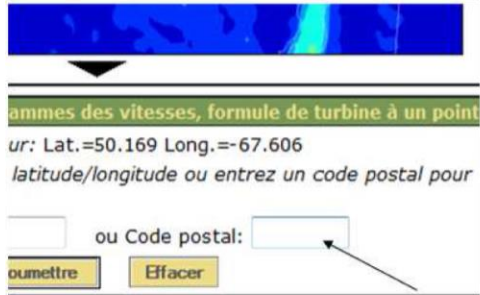 ammes des vitesses, formule de turbine à un point
ur: Lat.=50.169 Long.=-67.606
latitude/longitude ou entrez un code postal pour
ou Code postal:
oumettre Effacer